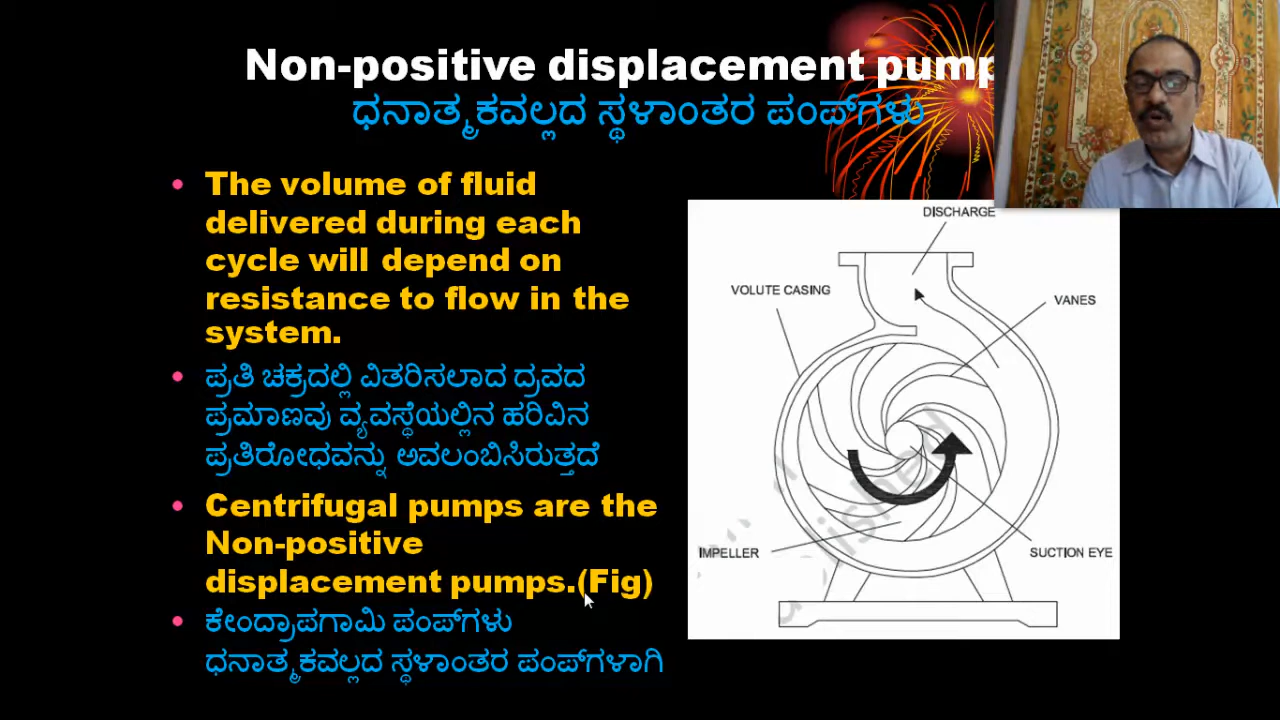 Non-positive displacement pump
ಧನಾತ್ಮಕವಲ್ಲದ ಸ್ಥಳಾಂತರ ಪಂಪ್‌ಗಳು
The volume of fluid
delivered during each
cycle will depend on
resistance to flow in the
system.
ಪ್ರತಿ ಚಕ್ರದಲ್ಲಿ ವಿತರಿಸಲಾದ ದ್ರವದ
ಪ್ರಮಾಣವು ವ್ಯವಸ್ಥೆಯಲ್ಲಿನ ಹರಿವಿನ
ಪ್ರತಿರೋಧವನ್ನು ಅವಲಂಬಿಸಿರುತ್ತದೆ
Centrifugal pumps are the
Non-positive
displacement pumps.(Fig)
ಕೇಂದ್ರಾಪಗಾಮಿ ಪಂಪ್‌ಗಳು
ಧನಾತ್ಮಕವಲ್ಲದ ಸ್ಥಳಾಂತರ ಪಂಪ್‌ಗಳಾಗಿ
DISCHARGE
VOLUTE CASING
VANES
IMPELLER
SUCTION EYE